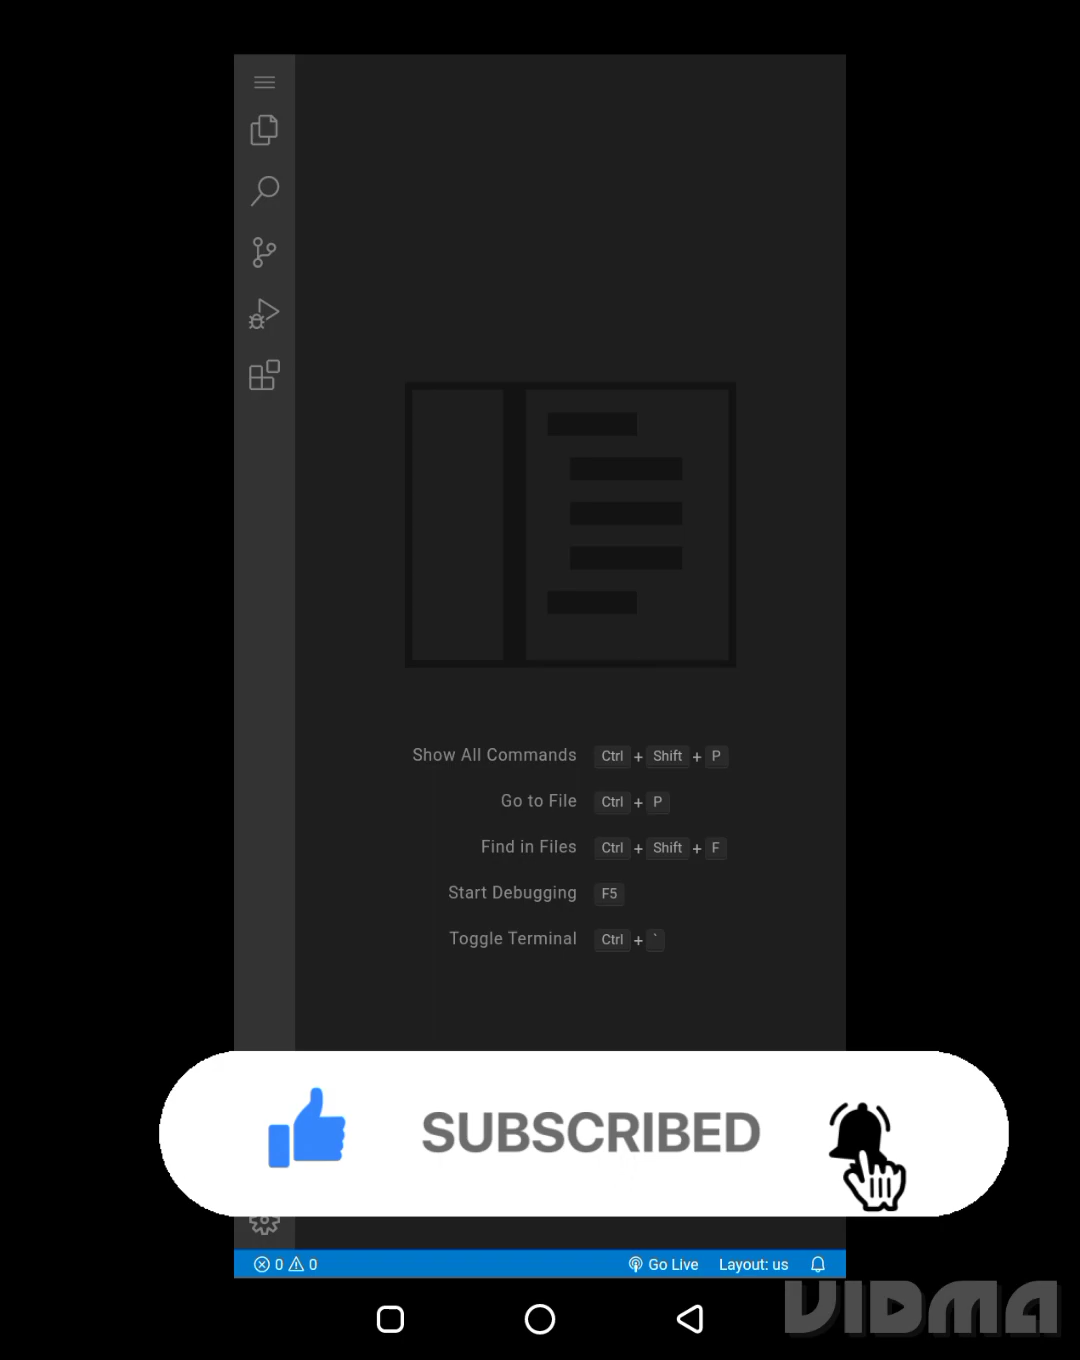 Show All Commands Ctrl + Shift + P
Go to File Ctrl + P
Find in Files Ctrl + Shift + F
Start Debugging F5
Toggle Terminal Ctrl + `
SUBSCRIBED
0 0 Go Live Layout: us
VIDMA